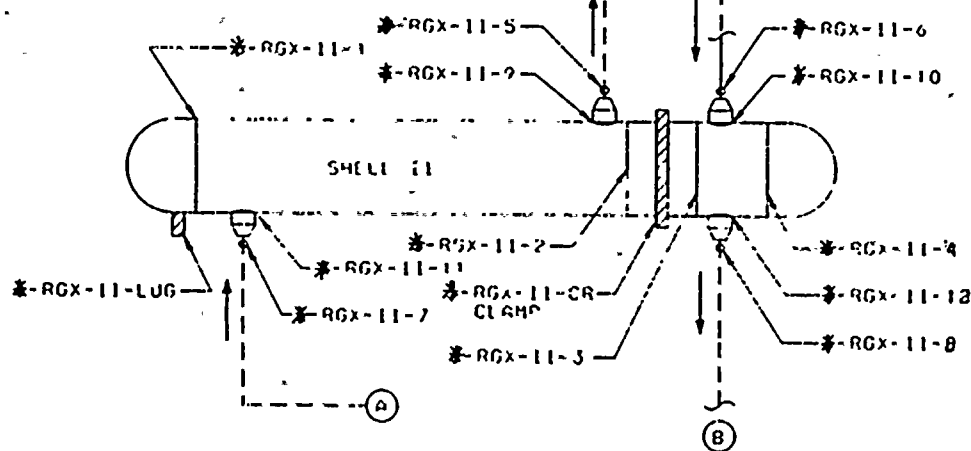 *-RGX-11-5
*-RGX-11-6
*-RGX-11-1
*-RGX-11-9
*-RGX-11-10
SHELL 11
*-RGX-11-2
*-RGX-11-4
*-RGX-11-11
*-RGX-11-LUG
*-RGX-11-CR
CLAMP
*-RGX-11-12
*-RGX-11-7
*-RGX-11-3
*-RGX-11-8
A
B